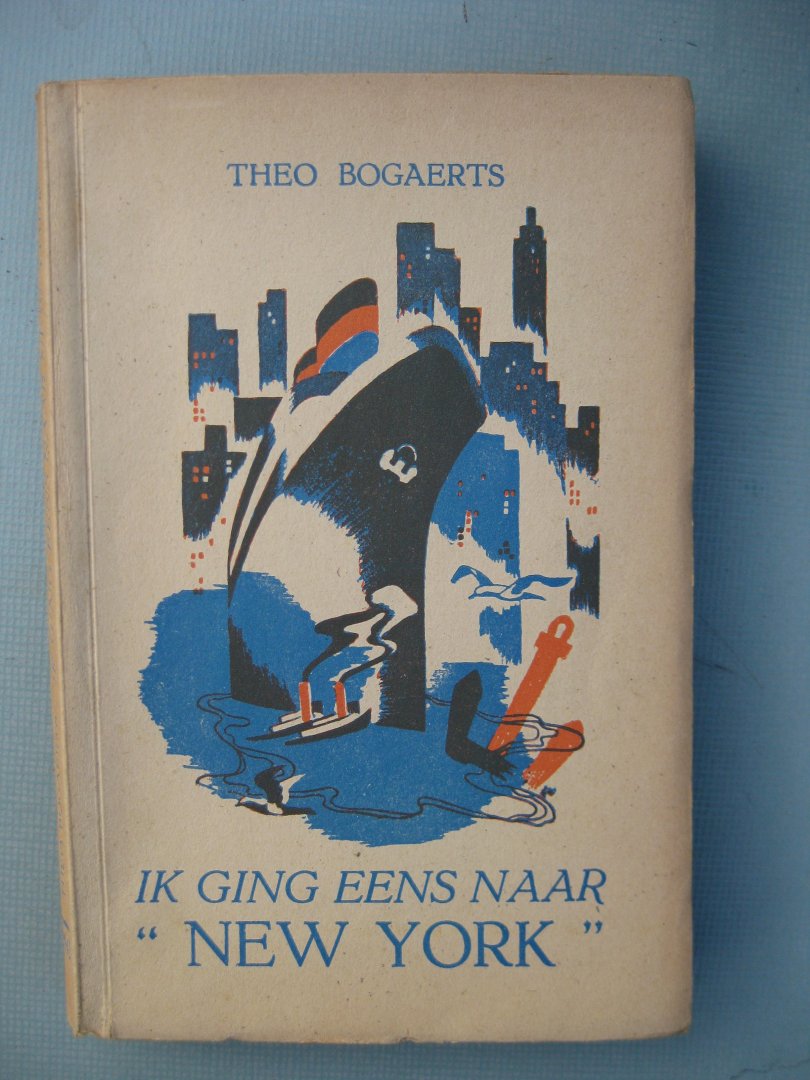 THEO BOGAERTS
IK GING EENS NAAR
“ NEW YORK ”